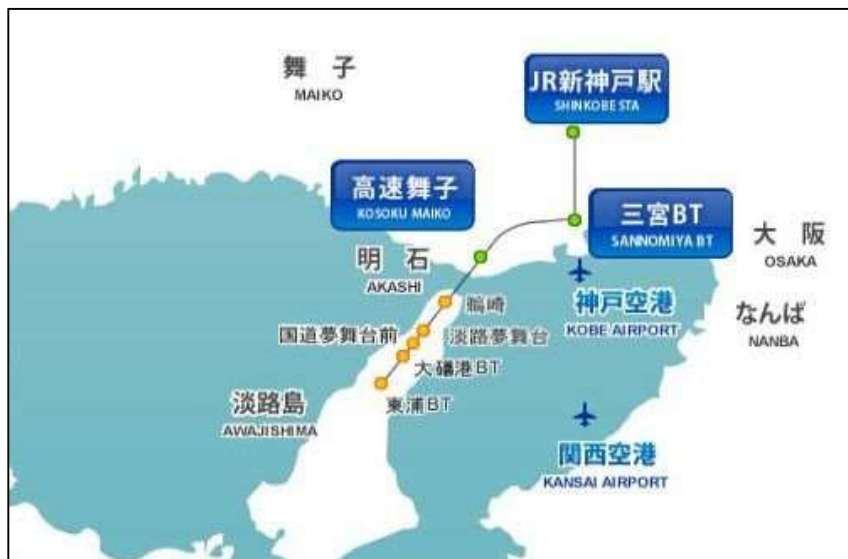 舞 子
MAIKO
JR新神戸駅
SHINKOBE STA
高速舞子
KOSOKU MAIKO
三宮BT
SANNOMIYA BT
大 阪
OSAKA
明 石
AKASHI
神戸空港
KOBE AIRPORT
なんば
NANBA
鵜崎
国道夢舞台前
淡路夢舞台
大磯港BT
東浦BT
淡路島
AWAJISHIMA
関西空港
KANSAI AIRPORT